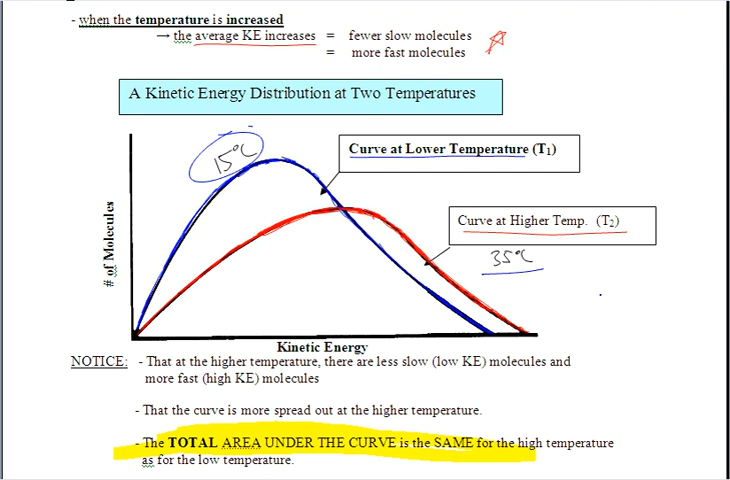 - when the temperature is increased
→ the average KE increases = fewer slow molecules
= more fast molecules
A Kinetic Energy Distribution at Two Temperatures
15°C
Curve at Lower Temperature (T1)
Curve at Higher Temp. (T2)
35°C
# of Molecules
Kinetic Energy
NOTICE: - That at the higher temperature, there are less slow (low KE) molecules and
more fast (high KE) molecules
- That the curve is more spread out at the higher temperature.
- The TOTAL AREA UNDER THE CURVE is the SAME for the high temperature
as for the low temperature.